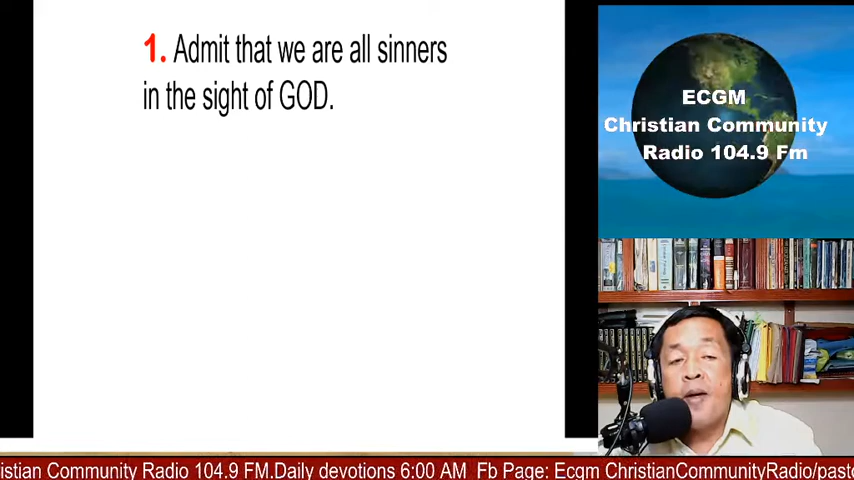 1. Admit that we are all sinners
in the sight of GOD.
ECGM
Christian Community
Radio 104.9 Fm
istian Community Radio 104.9 FM.Daily devotions 6:00 AM Fb Page: Ecgm ChristianCommunityRadio/past